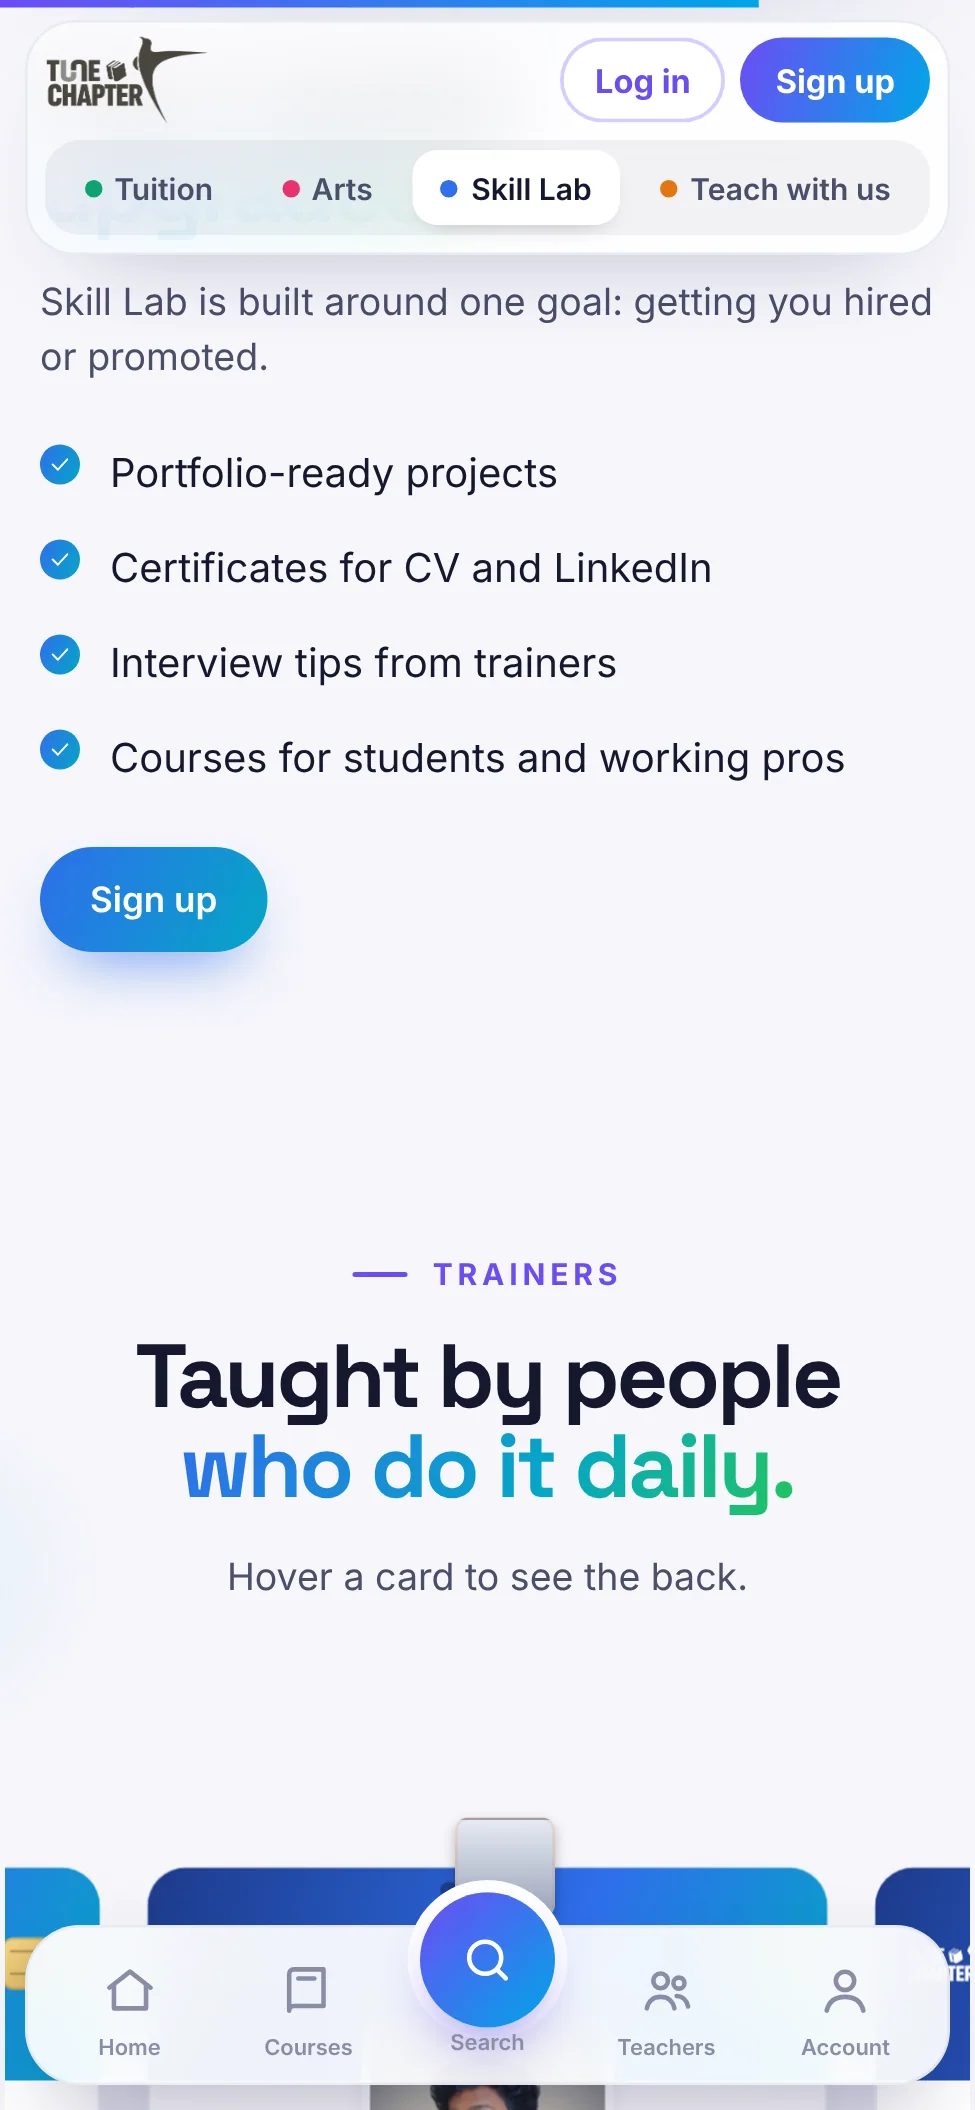 TUNE
CHAPTER
Log in
Sign up
Tuition
Arts
Skill Lab
Teach with us
Skill Lab is built around one goal: getting you hired
or promoted.
Portfolio-ready projects
Certificates for CV and LinkedIn
Interview tips from trainers
Courses for students and working pros
Sign up
TRAINERS
Taught by people
who do it daily.
Hover a card to see the back.
Home
Courses
Search
Teachers
Account